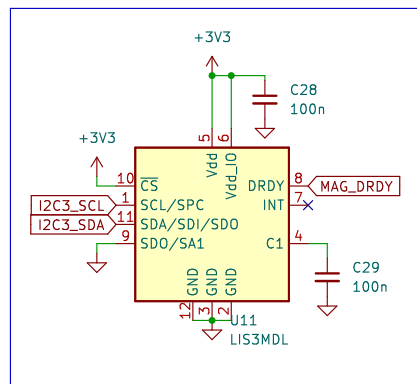 +3V3
C28
100n
+3V3
5
6
Vdd
Vdd_IO
10
CS
DRDY
8
MAG_DRDY
I2C3_SCL
1
SCL/SPC
INT
7
I2C3_SDA
11
SDA/SDI/SDO
9
SDO/SA1
C1
4
C29
100n
GND
GND
GND
12
3
2
U11
LIS3MDL